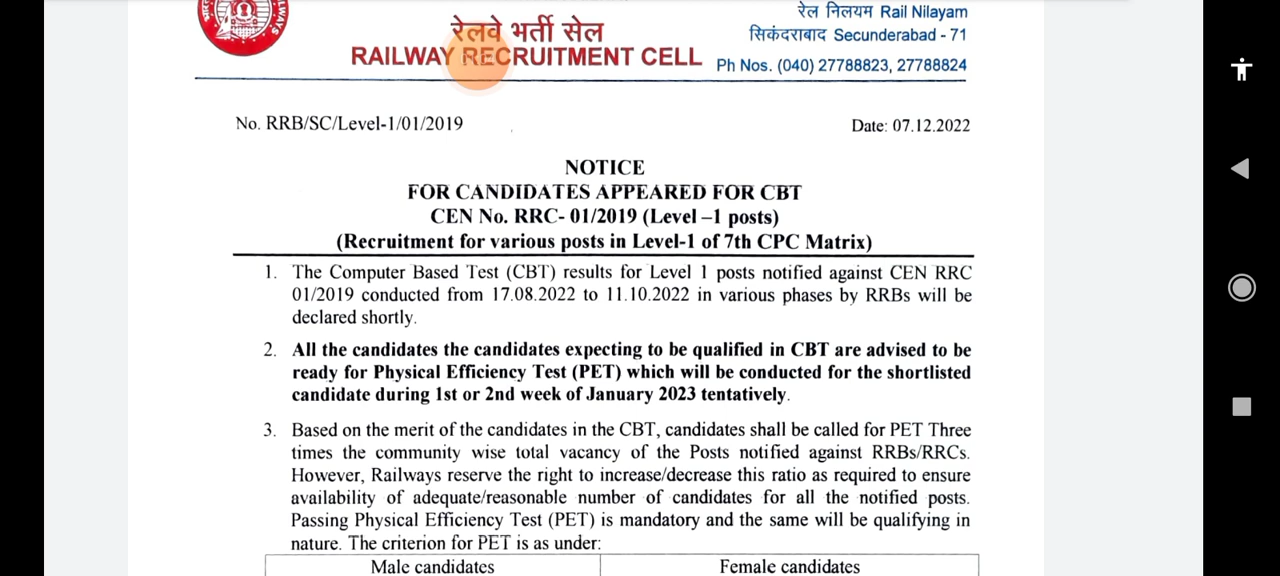 रेल निलयम Rail Nilayam
रेलवे भर्ती सेल
सिकंदराबाद Secunderabad - 71
RAILWAY RECRUITMENT CELL
Ph Nos. (040) 27788823, 27788824
No. RRB/SC/Level-1/01/2019
Date: 07.12.2022
NOTICE
FOR CANDIDATES APPEARED FOR CBT
CEN No. RRC- 01/2019 (Level –1 posts)
(Recruitment for various posts in Level-1 of 7th CPC Matrix)
1. The Computer Based Test (CBT) results for Level 1 posts notified against CEN RRC
01/2019 conducted from 17.08.2022 to 11.10.2022 in various phases by RRBs will be
declared shortly.
2. All the candidates the candidates expecting to be qualified in CBT are advised to be
ready for Physical Efficiency Test (PET) which will be conducted for the shortlisted
candidate during 1st or 2nd week of January 2023 tentatively.
3. Based on the merit of the candidates in the CBT, candidates shall be called for PET Three
times the community wise total vacancy of the Posts notified against RRBs/RRCs.
However, Railways reserve the right to increase/decrease this ratio as required to ensure
availability of adequate/reasonable number of candidates for all the notified posts.
Passing Physical Efficiency Test (PET) is mandatory and the same will be qualifying in
nature. The criterion for PET is as under:
Male candidates
Female candidates